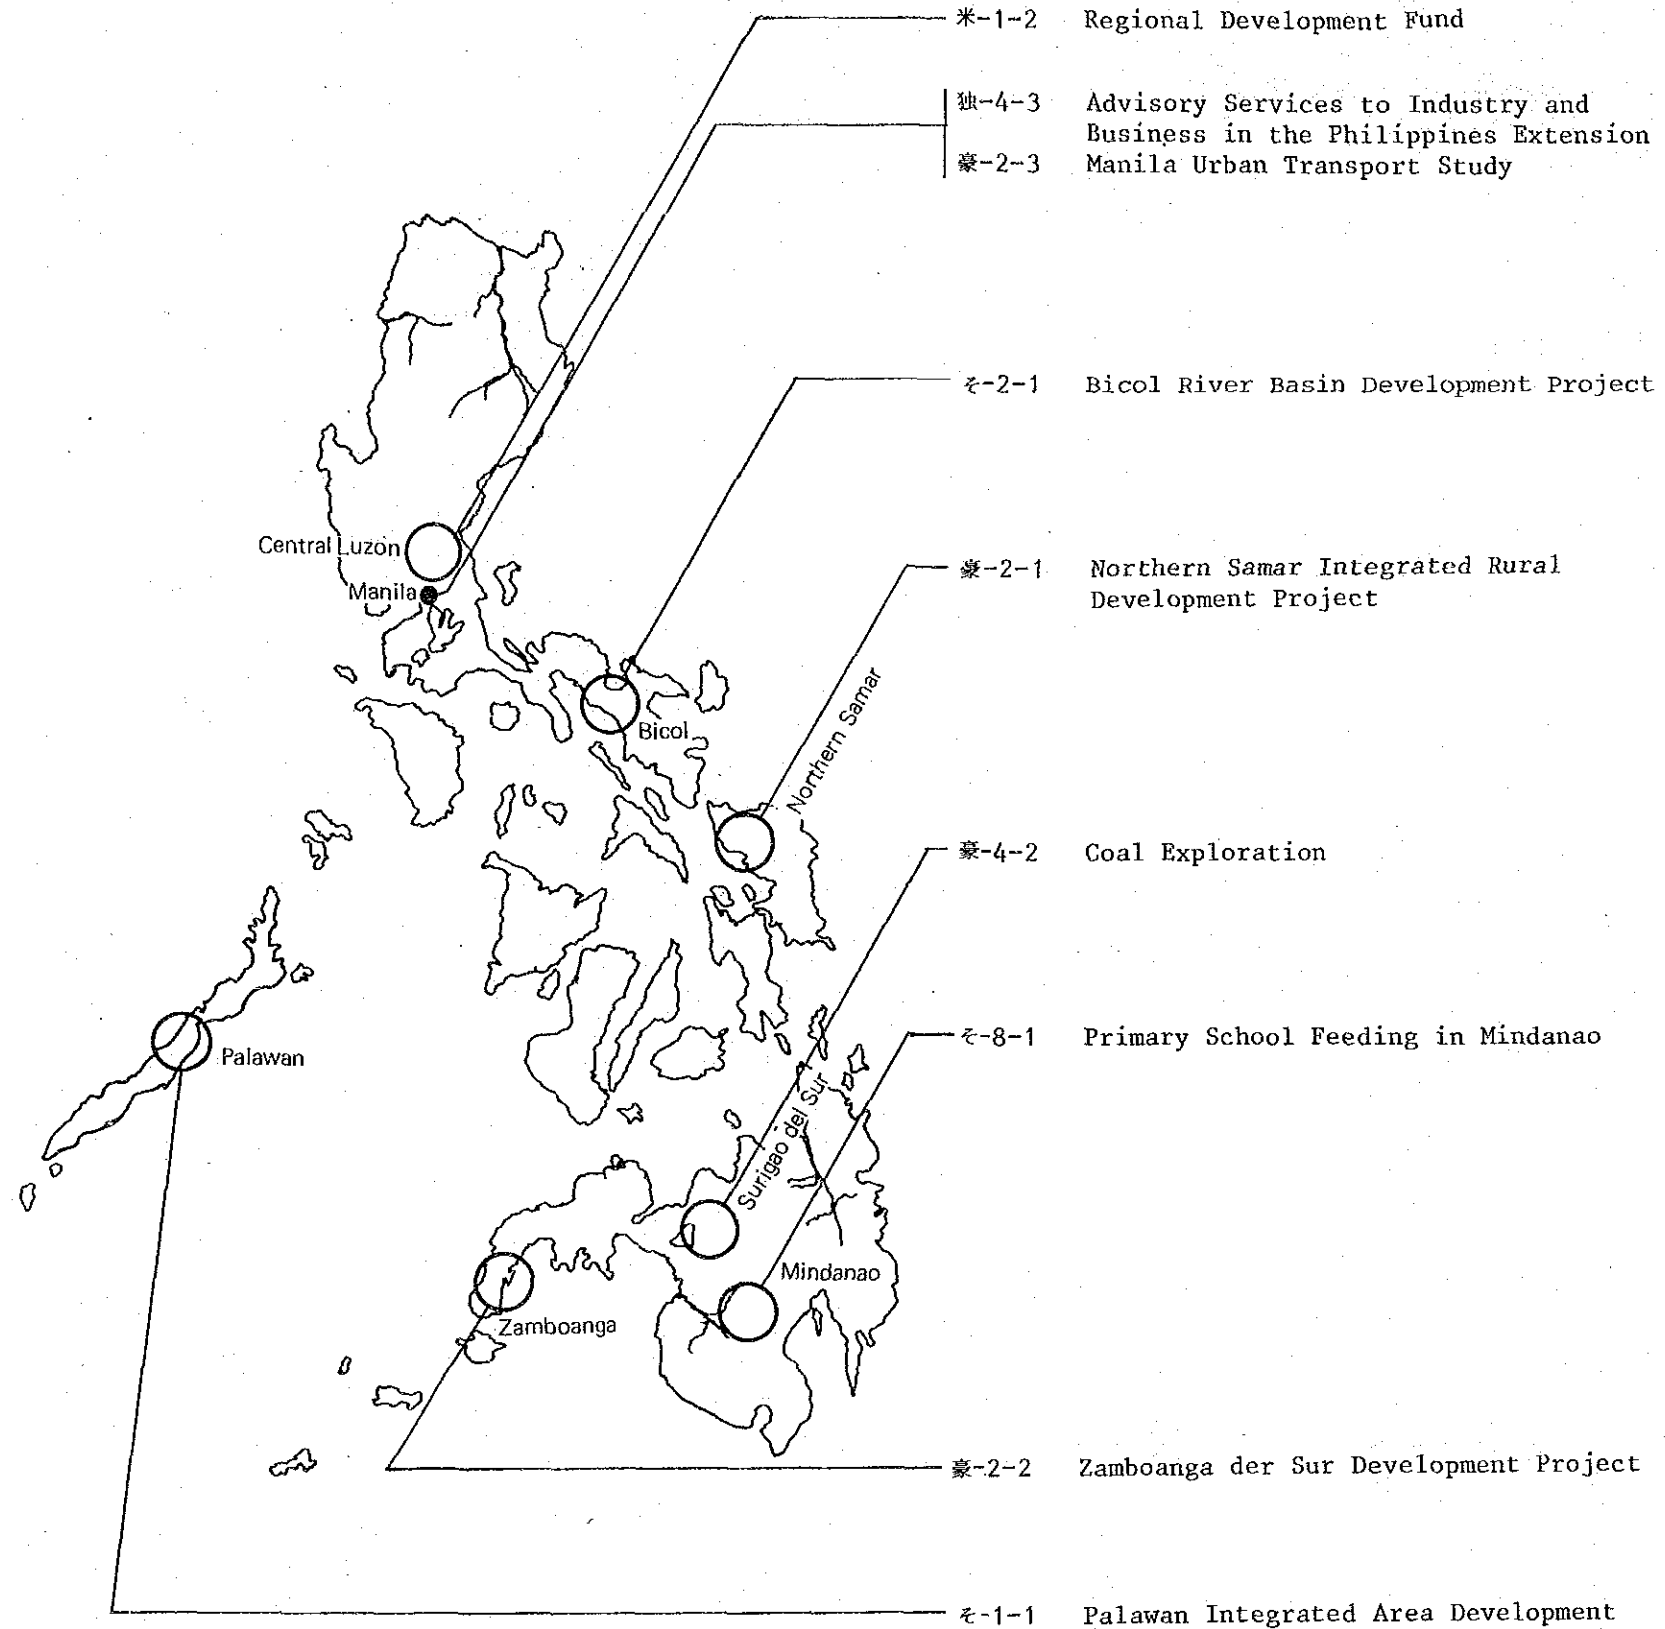 米-1-2 Regional Development Fund
独-4-3 Advisory Services to Industry and
Business in the Philippines Extension
豪-2-3 Manila Urban Transport Study
そ-2-1 Bicol River Basin Development Project
Central Luzon
Manila
豪-2-1 Northern Samar Integrated Rural
Development Project
Bicol
Northern Samar
豪-4-2 Coal Exploration
そ-8-1 Primary School Feeding in Mindanao
Palawan
Surigao del Sur
Mindanao
Zamboanga
豪-2-2 Zamboanga der Sur Development Project
そ-1-1 Palawan Integrated Area Development